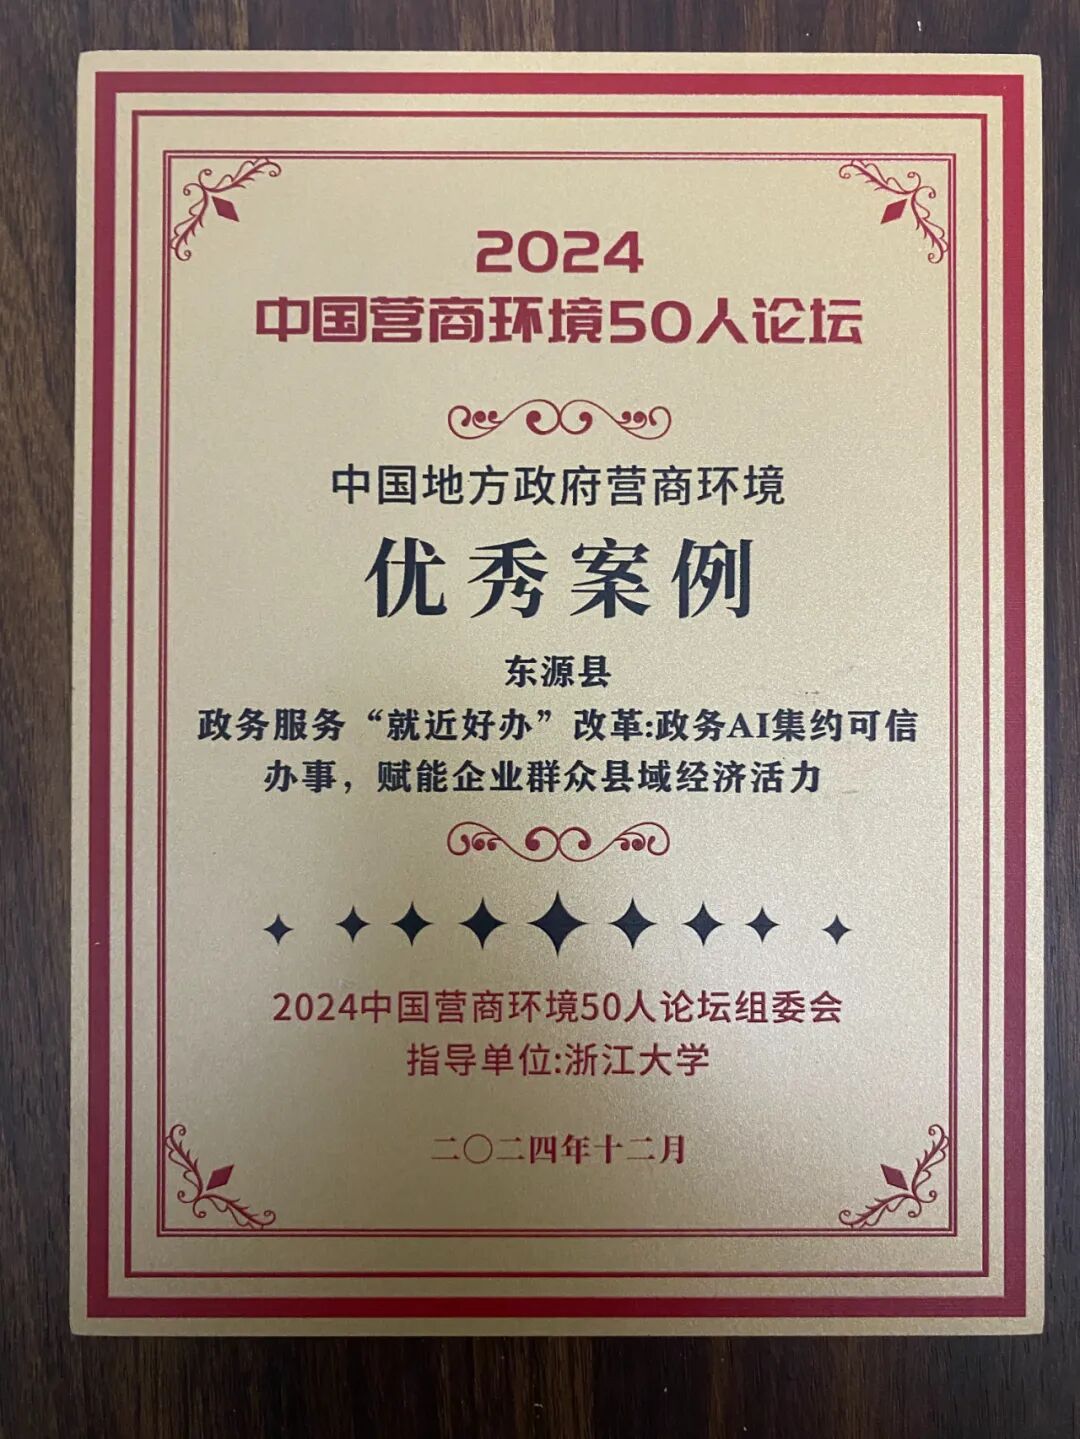 2024
中国营商环境50人论坛
中国地方政府营商环境
优秀案例
东源县
政务服务“就近好办”改革:政务AI集约可信
办事，赋能企业群众县域经济活力
2024中国营商环境50人论坛组委会
指导单位:浙江大学
二〇二四年十二月